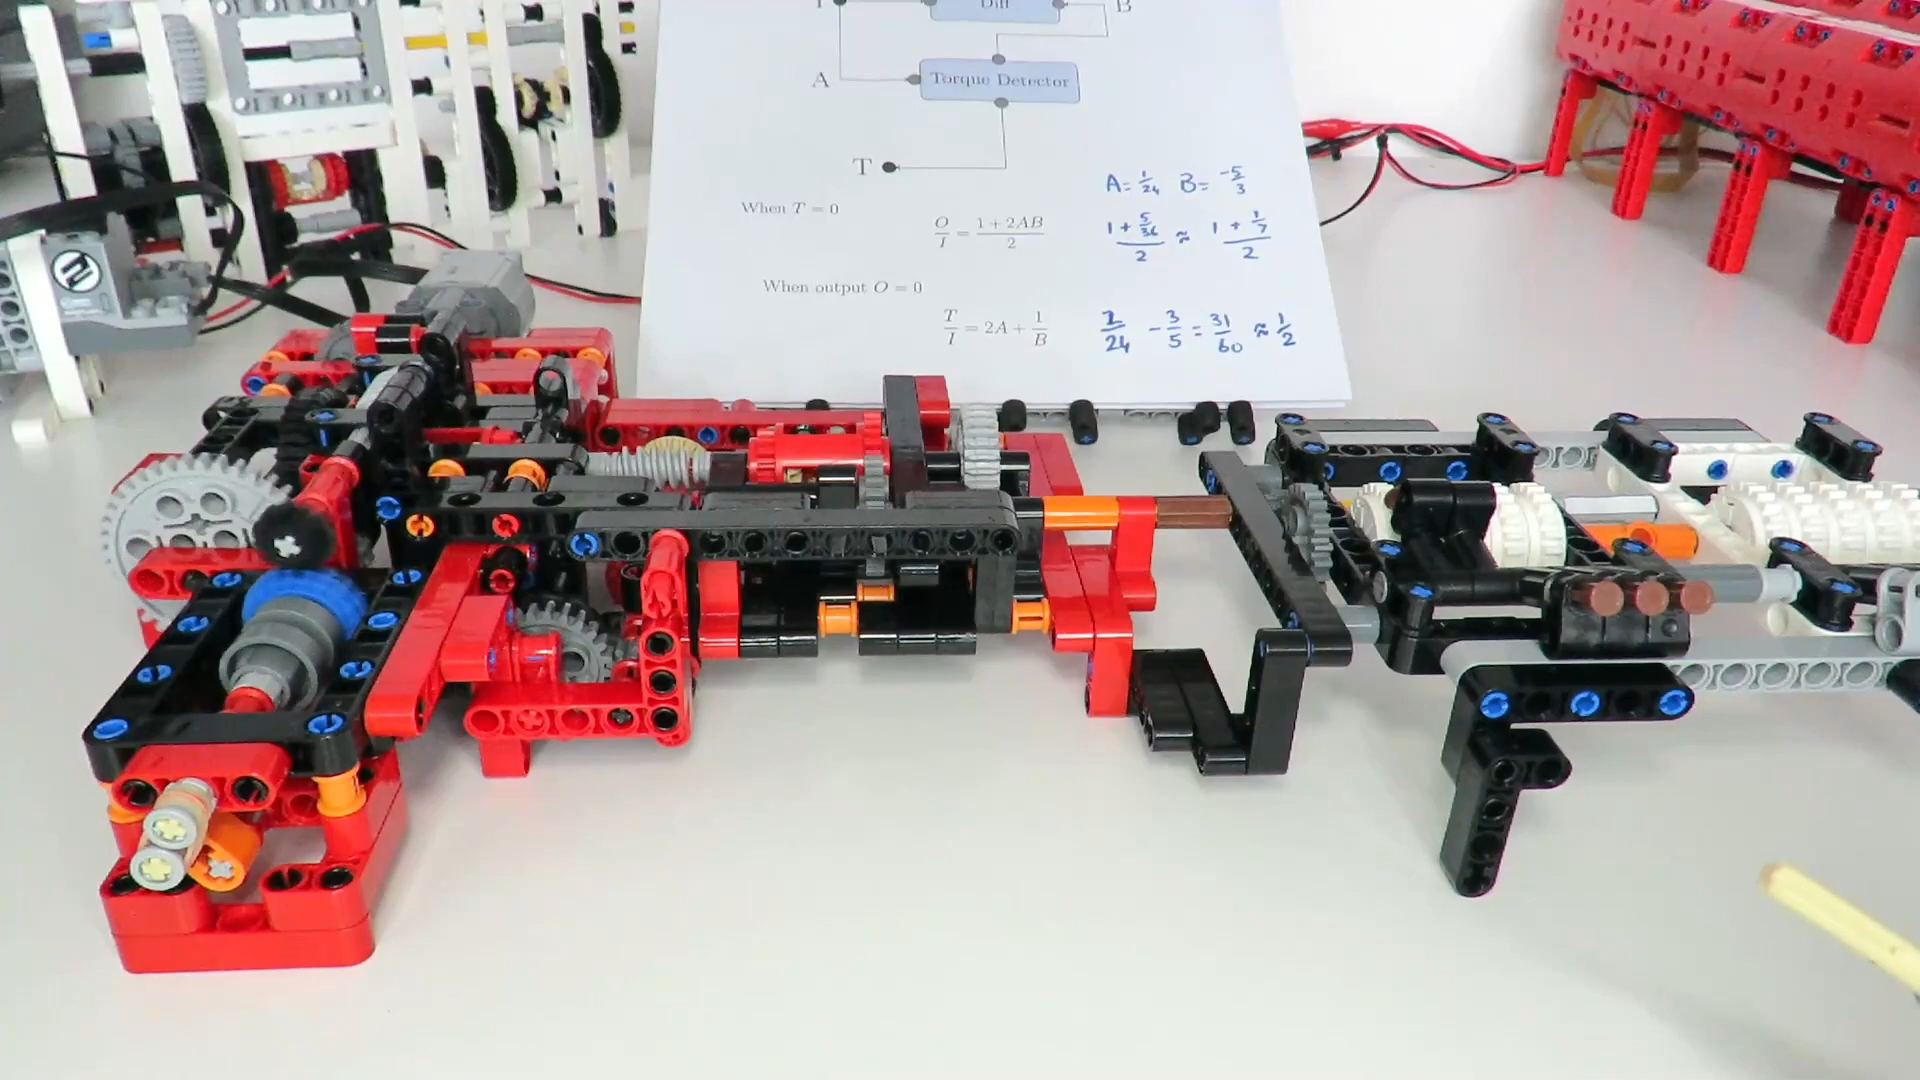 Diff
B
A Torque Detector
T
A = 1/24 B = -5/3
When T = 0
O/I = 1 + 2AB/2
1 + 5/36/2 ≈ 1 + 1/7/2
When output O = 0
T/I = 2A + 1/B
2/24 - 3/5 = 31/60 ≈ 1/2